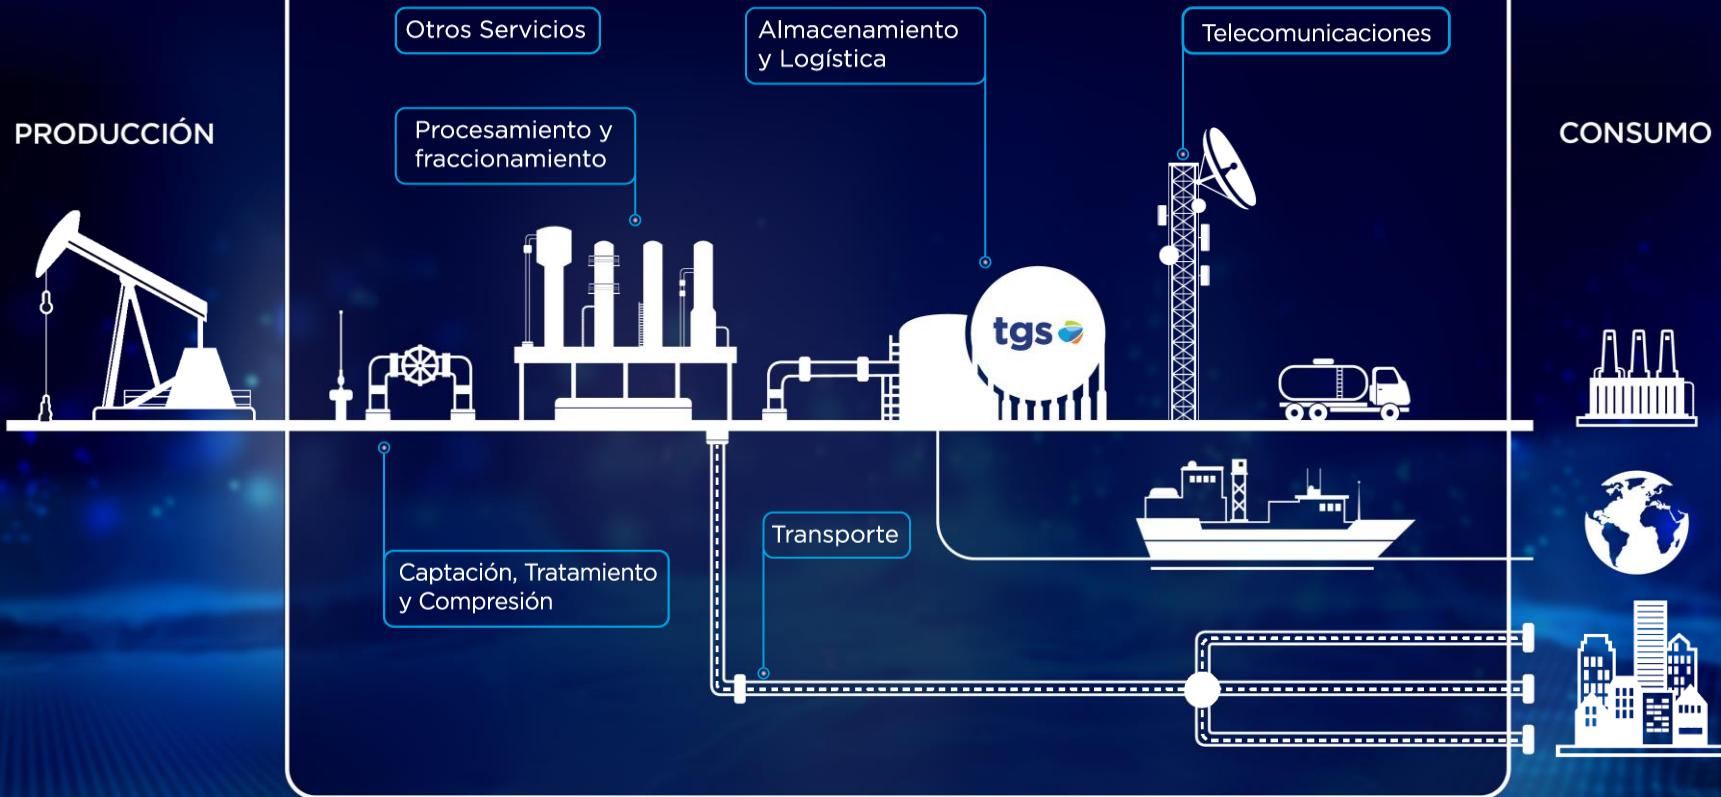 Otros Servicios
Almacenamiento
y Logística
Telecomunicaciones
PRODUCCIÓN
Procesamiento y
fraccionamiento
CONSUMO
tgs
Transporte
Captación, Tratamiento
y Compresión